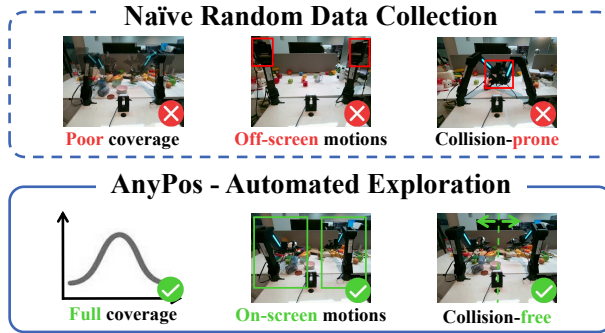 Naïve Random Data Collection
Poor coverage
Off-screen motions
Collision-prone
AnyPos - Automated Exploration
Full coverage
On-screen motions
Collision-free